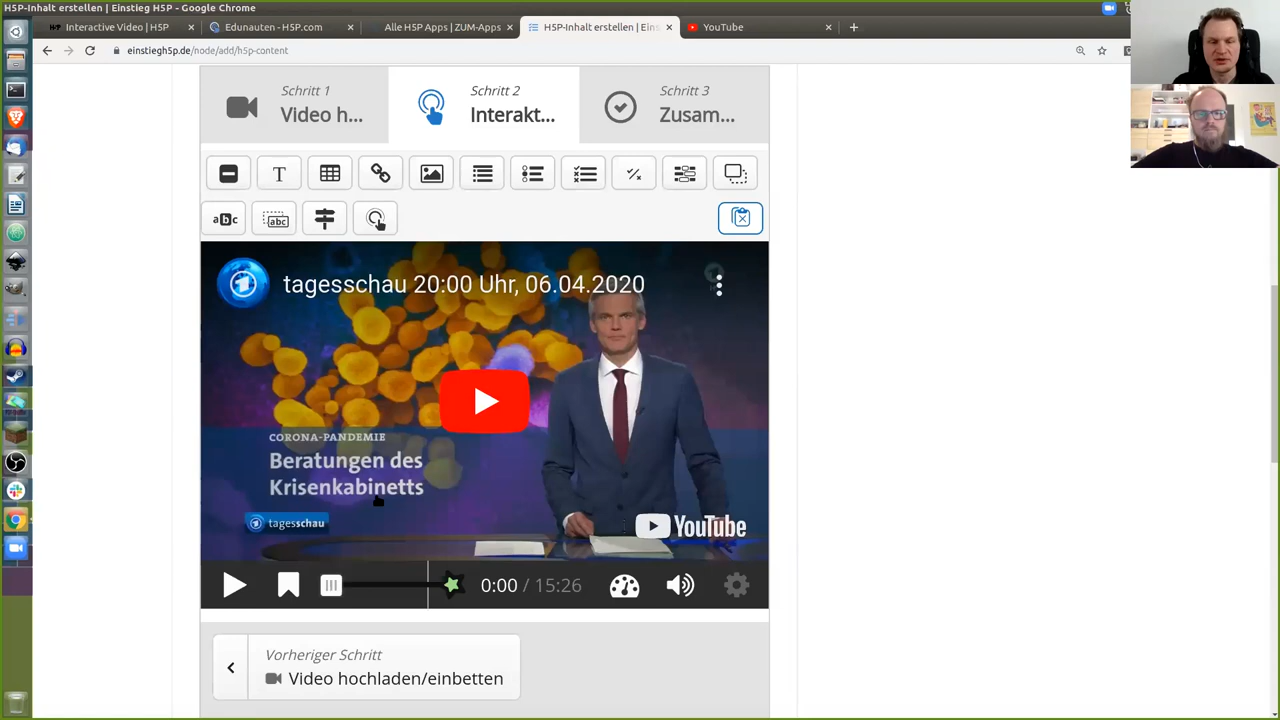 H5P-Inhalt erstellen | Einstieg H5P - Google Chrome
Interactive Video | H5P
Edunauten - H5P.com
Alle H5P Apps | ZUM-Apps
H5P-Inhalt erstellen | Eins
YouTube
einstiegh5p.de/node/add/h5p-content
Schritt 1
Video h...
Schritt 2
Interakt...
Schritt 3
Zusam...
T
abc
abc
tagesschau 20:00 Uhr, 06.04.2020
CORONA-PANDEMIE
Beratungen des
Krisenkabinetts
tagesschau
YouTube
0:00 / 15:26
Vorheriger Schritt
Video hochladen/einbetten